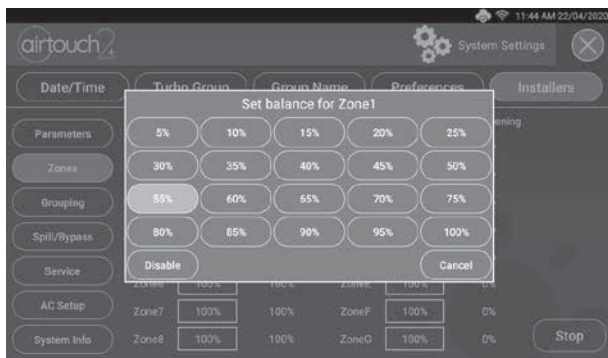 11:44 AM 22/04/2020
airtouch 2+
System Settings
Date/Time
Turbo Group
Group Name
Preferences
Installers
Set balance for Zone1
5% 10% 15% 20% 25%
30% 35% 40% 45% 50%
55% 60% 65% 70% 75%
80% 85% 90% 95% 100%
Disable Cancel
Parameters
Zones
Grouping
Spill/Bypass
Service
AC Setup
System Info
Zone7 100% 100% ZoneF 100% 0%
Zone8 100% 100% ZoneG 100% 0%
Stop